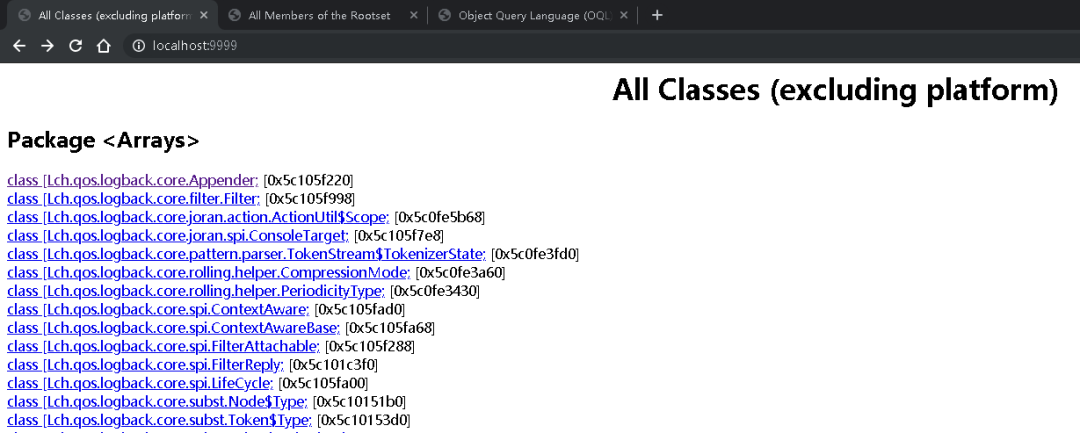 All Classes (excluding platforn
All Members of the Rootset
Object Query Language (OQL)
localhost:9999
All Classes (excluding platform)
Package <Arrays>
class [Lch.qos.logback.core.Appender; [0x5c105f220]
class [Lch.qos.logback.core.filter.Filter; [0x5c105f998]
class [Lch.qos.logback.core.joran.action.ActionUtil$Scope; [0x5c0fe5b68]
class [Lch.qos.logback.core.joran.spi.ConsoleTarget; [0x5c105f7e8]
class [Lch.qos.logback.core.pattern.parser.TokenStream$TokenizerState; [0x5c0fe3fd0]
class [Lch.qos.logback.core.rolling.helper.CompressionMode; [0x5c0fe3a60]
class [Lch.qos.logback.core.rolling.helper.PeriodicityType; [0x5c0fe3430]
class [Lch.qos.logback.core.spi.ContextAware; [0x5c105fad0]
class [Lch.qos.logback.core.spi.ContextAwareBase; [0x5c105fa68]
class [Lch.qos.logback.core.spi.FilterAttachable; [0x5c105f288]
class [Lch.qos.logback.core.spi.FilterReply; [0x5c101c3f0]
class [Lch.qos.logback.core.spi.LifeCycle; [0x5c105fa00]
class [Lch.qos.logback.core.subst.Node$Type; [0x5c10151b0]
class [Lch.qos.logback.core.subst.Token$Type; [0x5c10153d0]